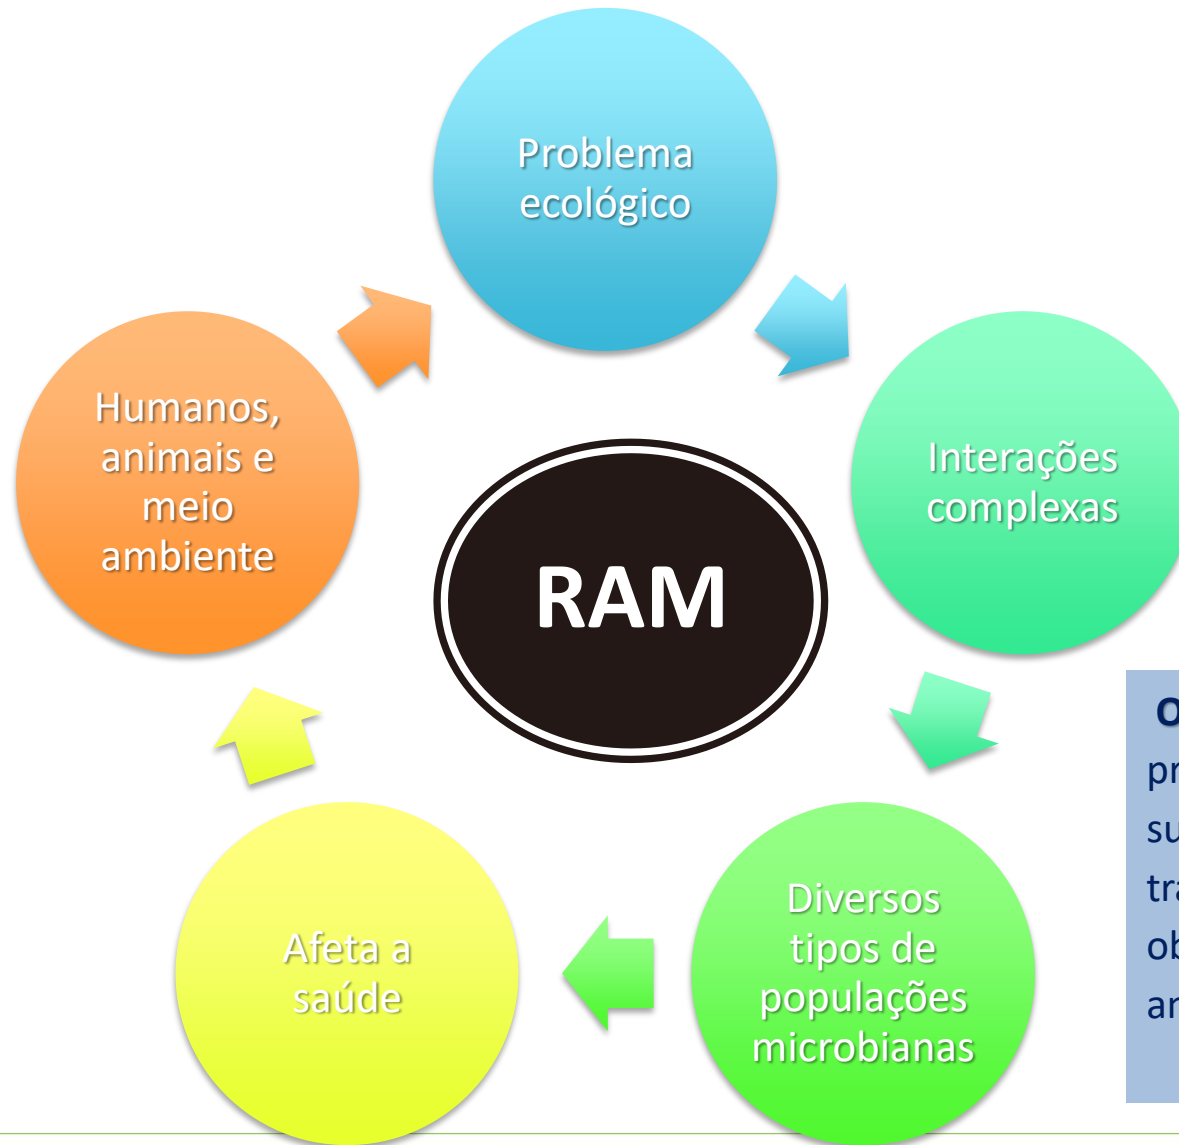 Problema
ecológico
Humanos,
animais e
meio
ambiente
Interações
complexas
RAM
Diversos
tipos de
populações
microbianas
Afeta a
saúde